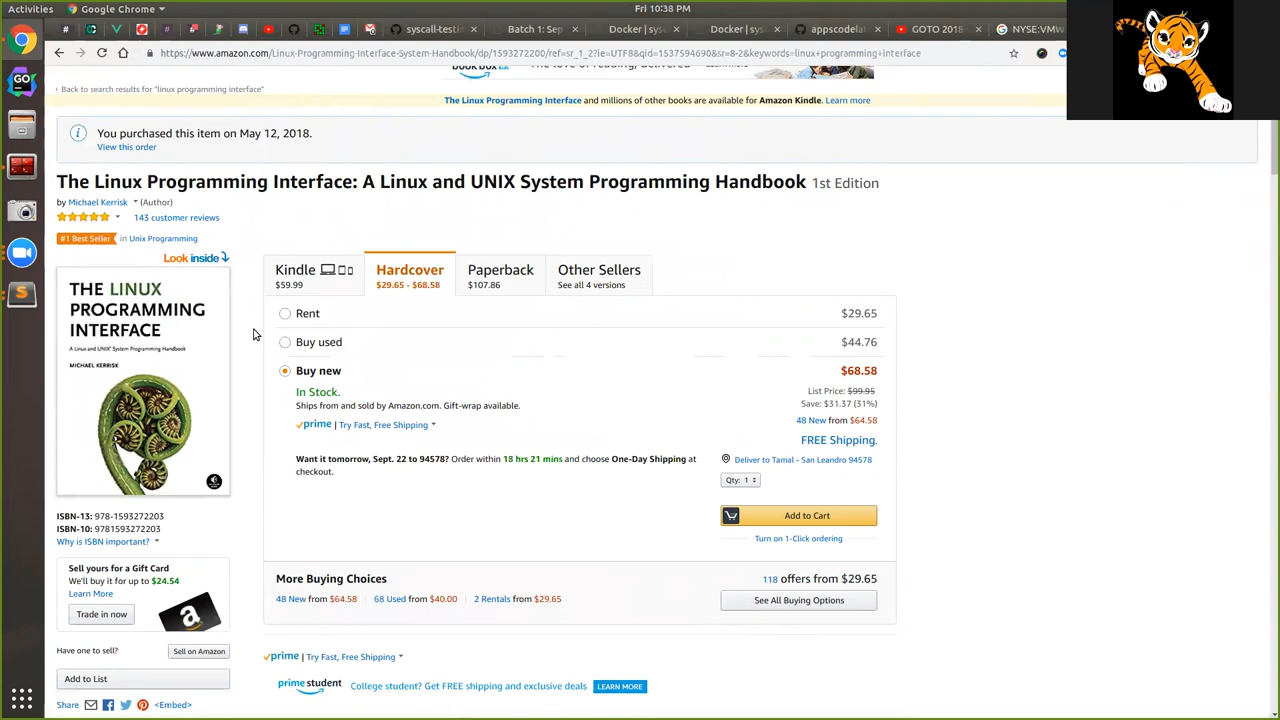 Activities
Google Chrome
Fri 10:38 PM
syscall-testin
Batch 1: Sep
Docker | syse
Docker | syse
appscodelat
GOTO 2018
NYSE:VMW
https://www.amazon.com/Linux-Programming-Interface-System-Handbook/dp/1593272200/ref=sr_1_2?ie=UTF8&qid=1537594690&sr=8-2&keywords=linux+programming+interface
‹ Back to search results for "linux programming interface"
The Linux Programming Interface and millions of other books are available for Amazon Kindle. Learn more
You purchased this item on May 12, 2018.
View this order
The Linux Programming Interface: A Linux and UNIX System Programming Handbook 1st Edition
by Michael Kerrisk (Author)
143 customer reviews
#1 Best Seller in Unix Programming
Look inside
THE LINUX
PROGRAMMING
INTERFACE
A Linux and UNIX® System Programming Handbook
MICHAEL KERRISK
Kindle
$59.99
Hardcover
$29.65 - $68.58
Paperback
$107.86
Other Sellers
See all 4 versions
Rent $29.65
Buy used $44.76
Buy new $68.58
In Stock.
Ships from and sold by Amazon.com. Gift-wrap available.
prime | Try Fast, Free Shipping
List Price: $99.95
Save: $31.37 (31%)
48 New from $64.58
FREE Shipping.
Want it tomorrow, Sept. 22 to 94578? Order within 18 hrs 21 mins and choose One-Day Shipping at
checkout.
Deliver to Tamal - San Leandro 94578
Qty: 1
Add to Cart
Turn on 1-Click ordering
More Buying Choices
118 offers from $29.65
48 New from $64.58
68 Used from $40.00
2 Rentals from $29.65
See All Buying Options
ISBN-13: 978-1593272203
ISBN-10: 9781593272203
Why is ISBN important?
Sell yours for a Gift Card
We'll buy it for up to $24.54
Learn More
Trade in now
Have one to sell?
Sell on Amazon
Add to List
Share
<Embed>
prime | Try Fast, Free Shipping
prime student
College student? Get FREE shipping and exclusive deals
LEARN MORE